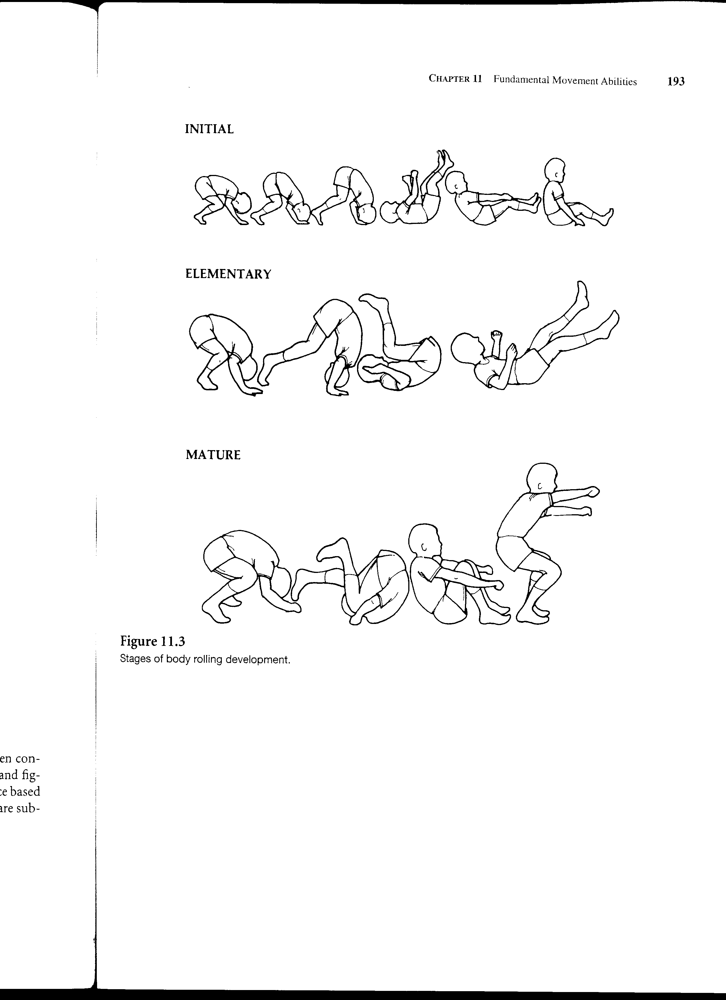 CHAPTER 11 Fundamental Movement Abilities 193
INITIAL
ELEMENTARY
MATURE
Figure 11.3
Stages of body rolling development.
en con-
and fig-
e based
are sub-